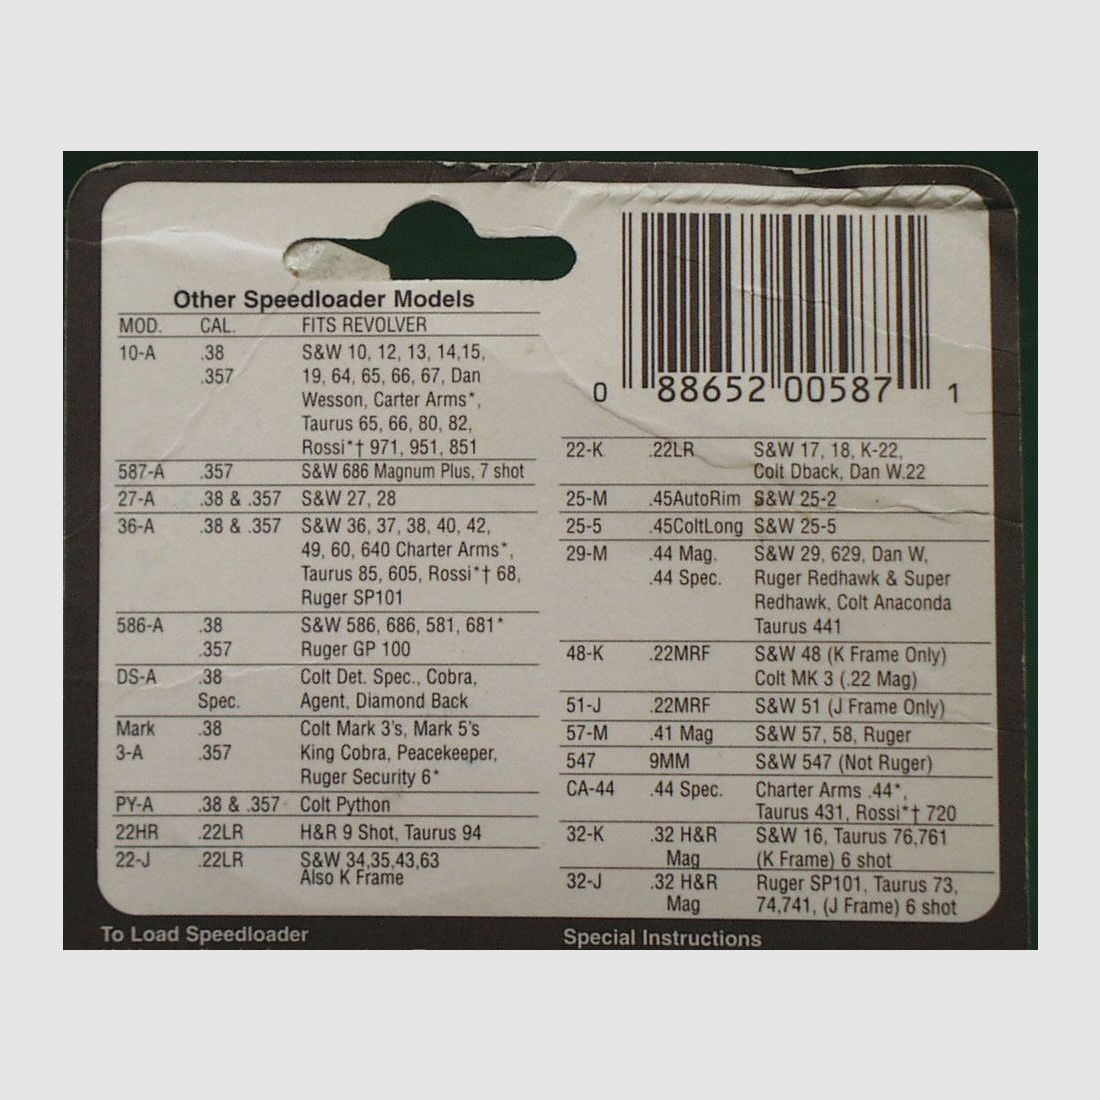 Other Speedloader Models
MOD. CAL. FITS REVOLVER
10-A .38 S&W 10, 12, 13, 14,15,
.357 19, 64, 65, 66, 67, Dan
Wesson, Carter Arms*,
Taurus 65, 66, 80, 82,
Rossi*† 971, 951, 851
587-A .357 S&W 686 Magnum Plus, 7 shot
27-A .38 & .357 S&W 27, 28
36-A .38 & .357 S&W 36, 37, 38, 40, 42,
49, 60, 640 Charter Arms*,
Taurus 85, 605, Rossi*† 68,
Ruger SP101
586-A .38 S&W 586, 686, 581, 681*
.357 Ruger GP 100
DS-A .38 Colt Det. Spec., Cobra,
Spec. Agent, Diamond Back
Mark .38 Colt Mark 3's, Mark 5's
3-A .357 King Cobra, Peacekeeper,
Ruger Security 6*
PY-A .38 & .357 Colt Python
22HR .22LR H&R 9 Shot, Taurus 94
22-J .22LR S&W 34,35,43,63
Also K Frame
0 88652 00587 1
22-K .22LR S&W 17, 18, K-22,
Colt Dback, Dan W.22
25-M .45AutoRim S&W 25-2
25-5 .45ColtLong S&W 25-5
29-M .44 Mag. S&W 29, 629, Dan W,
.44 Spec. Ruger Redhawk & Super
Redhawk, Colt Anaconda
Taurus 441
48-K .22MRF S&W 48 (K Frame Only)
Colt MK 3 (.22 Mag)
51-J .22MRF S&W 51 (J Frame Only)
57-M .41 Mag S&W 57, 58, Ruger
547 9MM S&W 547 (Not Ruger)
CA-44 .44 Spec. Charter Arms .44*,
Taurus 431, Rossi*† 720
32-K .32 H&R S&W 16, Taurus 76,761
Mag (K Frame) 6 shot
32-J .32 H&R Ruger SP101, Taurus 73,
Mag 74,741, (J Frame) 6 shot
To Load Speedloader
Special Instructions